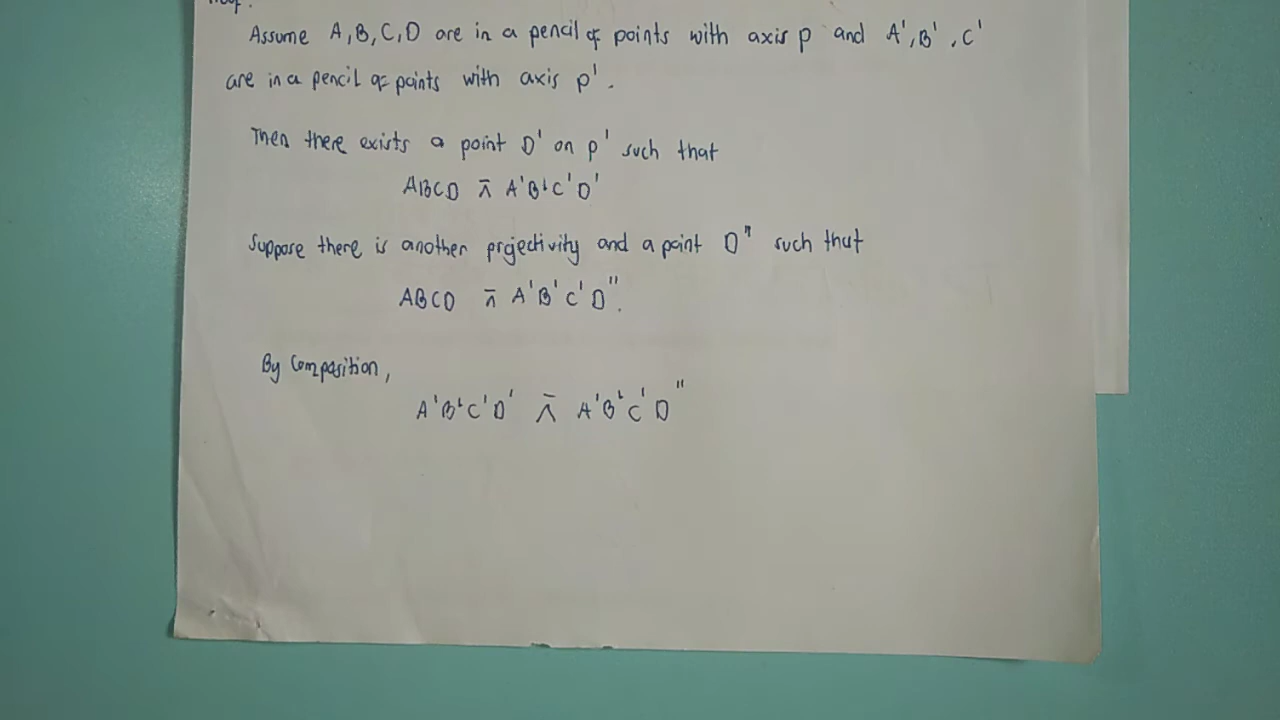 Assume A, B, C, D are in a pencil of points with axis p and A', B', C'
are in a pencil of points with axis p'.
Then there exists a point D' on p' such that
ABCD ⊼ A'B'C'D'
Suppose there is another projectivity and a point D" such that
ABCD ⊼ A'B'C'D".
By Composition,
A'B'C'D' ⊼ A'B'C'D"